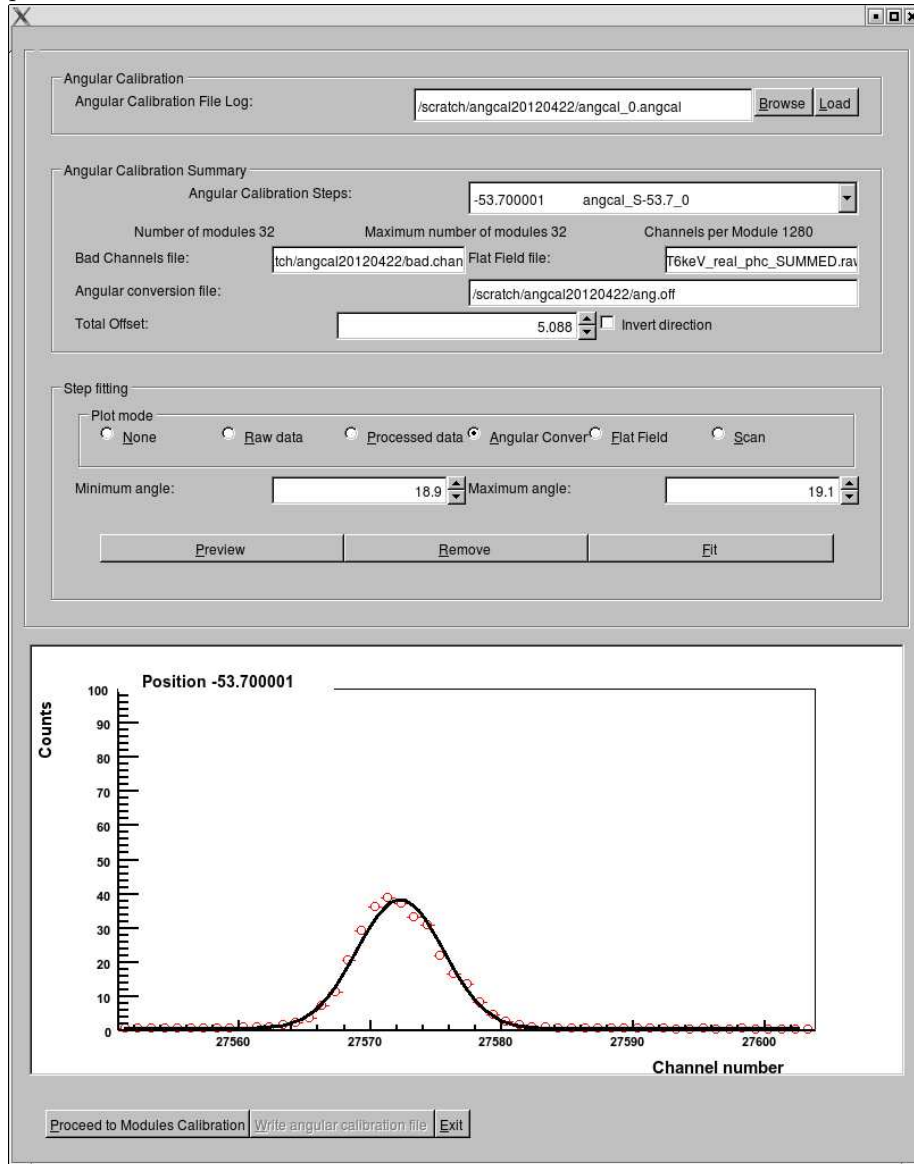 Angular Calibration
Angular Calibration File Log: /scratch/angcal20120422/angcal_0.angcal Browse Load
Angular Calibration Summary
Angular Calibration Steps: -53.700001 angcal_S-53.7_0
Number of modules 32 Maximum number of modules 32 Channels per Module 1280
Bad Channels file: tch/angcal20120422/bad.chan Flat Field file: T6keV_real_phc_SUMMED.raw
Angular conversion file: /scratch/angcal20120422/ang.off
Total Offset: 5.088 Invert direction
Step fitting
Plot mode
None Raw data Processed data Angular Conver Flat Field Scan
Minimum angle: 18.9 Maximum angle: 19.1
Preview Remove Fit
Position -53.700001
Counts
100
90
80
70
60
50
40
30
20
10
0
27560 27570 27580 27590 27600
Channel number
Proceed to Modules Calibration Write angular calibration file Exit